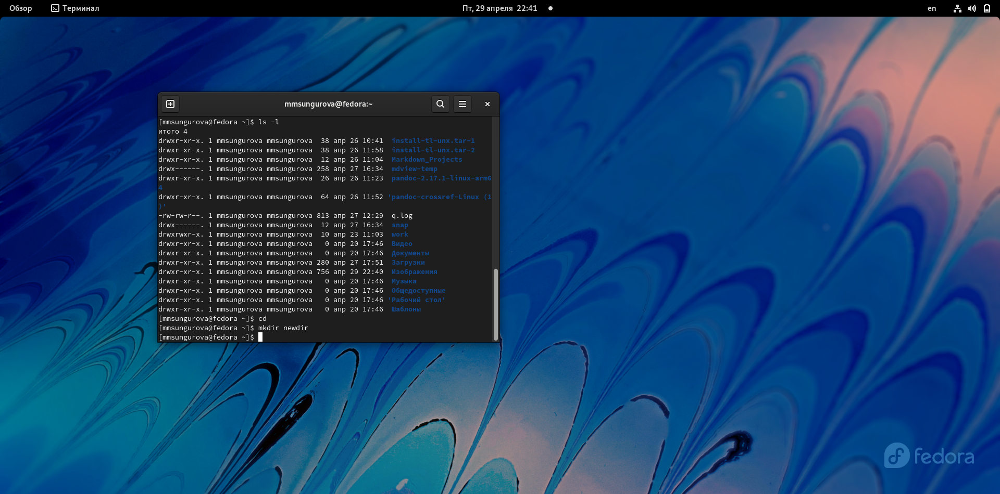 Обзор Терминал Пт, 29 апреля 22:41 en
mmsungurova@fedora:~
[mmsungurova@fedora ~]$ ls -l
итого 4
drwxr-xr-x. 1 mmsungurova mmsungurova  38 апр 26 10:41  install-tl-unx.tar-1
drwxr-xr-x. 1 mmsungurova mmsungurova  38 апр 26 11:58  install-tl-unx.tar-2
drwxr-xr-x. 1 mmsungurova mmsungurova  12 апр 26 11:04  Markdown_Projects
drwx------. 1 mmsungurova mmsungurova 258 апр 27 16:34  mdview-temp
drwxr-xr-x. 1 mmsungurova mmsungurova  26 апр 26 11:23  pandoc-2.17.1-linux-arm6
4
drwxr-xr-x. 1 mmsungurova mmsungurova  64 апр 26 11:52 'pandoc-crossref-Linux (1
)'
-rw-rw-r--. 1 mmsungurova mmsungurova 813 апр 27 12:29  q.log
drwx------. 1 mmsungurova mmsungurova  12 апр 27 16:34  snap
drwxrwxr-x. 1 mmsungurova mmsungurova  10 апр 23 11:03  work
drwxr-xr-x. 1 mmsungurova mmsungurova   0 апр 20 17:46  Видео
drwxr-xr-x. 1 mmsungurova mmsungurova   0 апр 20 17:46  Документы
drwxr-xr-x. 1 mmsungurova mmsungurova 280 апр 27 17:51  Загрузки
drwxr-xr-x. 1 mmsungurova mmsungurova 756 апр 29 22:40  Изображения
drwxr-xr-x. 1 mmsungurova mmsungurova   0 апр 20 17:46  Музыка
drwxr-xr-x. 1 mmsungurova mmsungurova   0 апр 20 17:46  Общедоступные
drwxr-xr-x. 1 mmsungurova mmsungurova   0 апр 20 17:46 'Рабочий стол'
drwxr-xr-x. 1 mmsungurova mmsungurova   0 апр 20 17:46  Шаблоны
[mmsungurova@fedora ~]$ cd
[mmsungurova@fedora ~]$ mkdir newdir
[mmsungurova@fedora ~]$
fedora